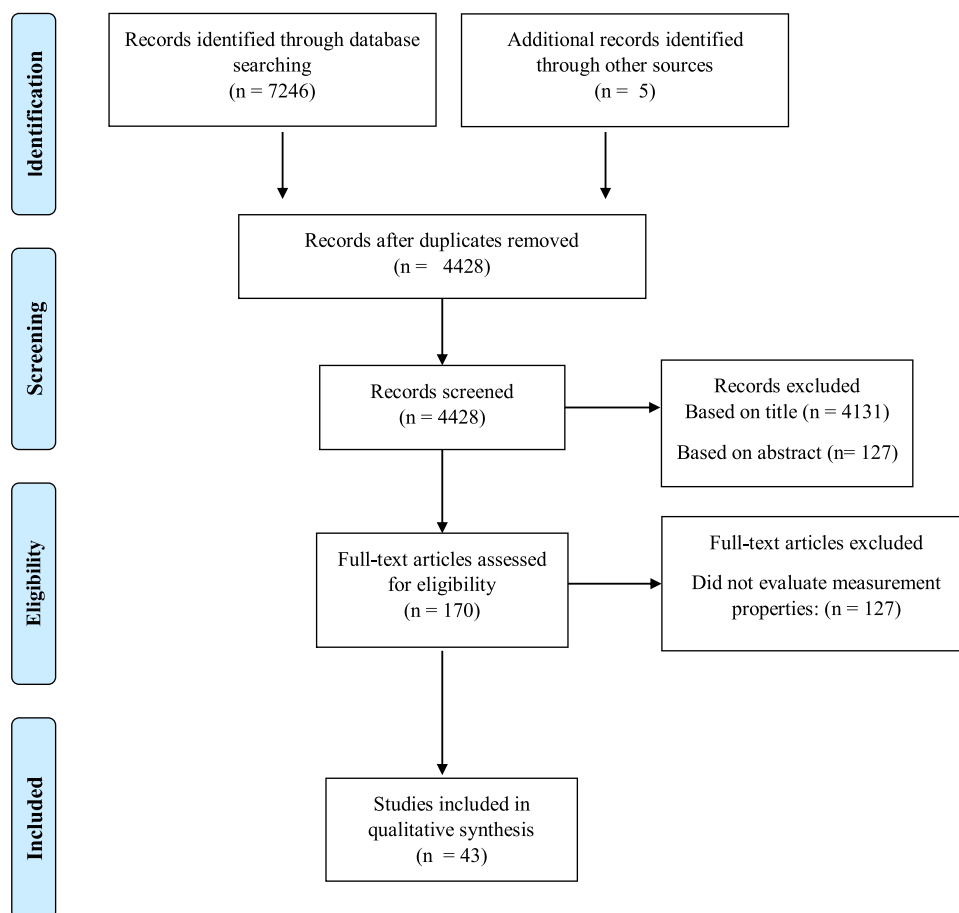 Identification
Records identified through database
searching
(n = 7246)
Additional records identified
through other sources
(n = 5)
Records after duplicates removed
(n = 4428)
Screening
Records screened
(n = 4428)
Records excluded
Based on title (n = 4131)
Based on abstract (n= 127)
Eligibility
Full-text articles assessed
for eligibility
(n = 170)
Full-text articles excluded
Did not evaluate measurement
properties: (n = 127)
Included
Studies included in
qualitative synthesis
(n = 43)